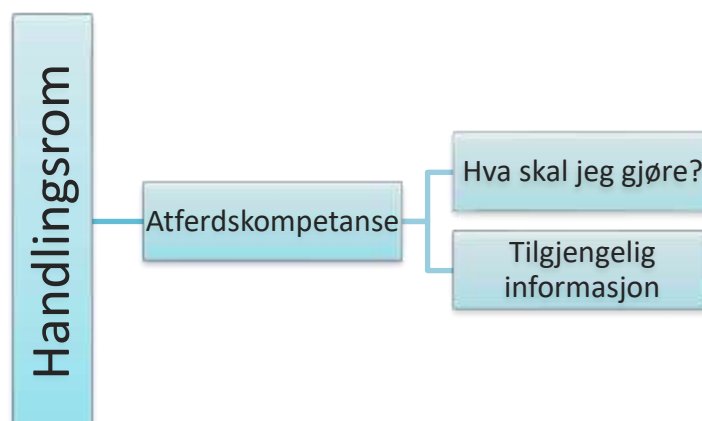 Handlingsrom
Atferdskompetanse
Hva skal jeg gjøre?
Tilgjengelig
informasjon